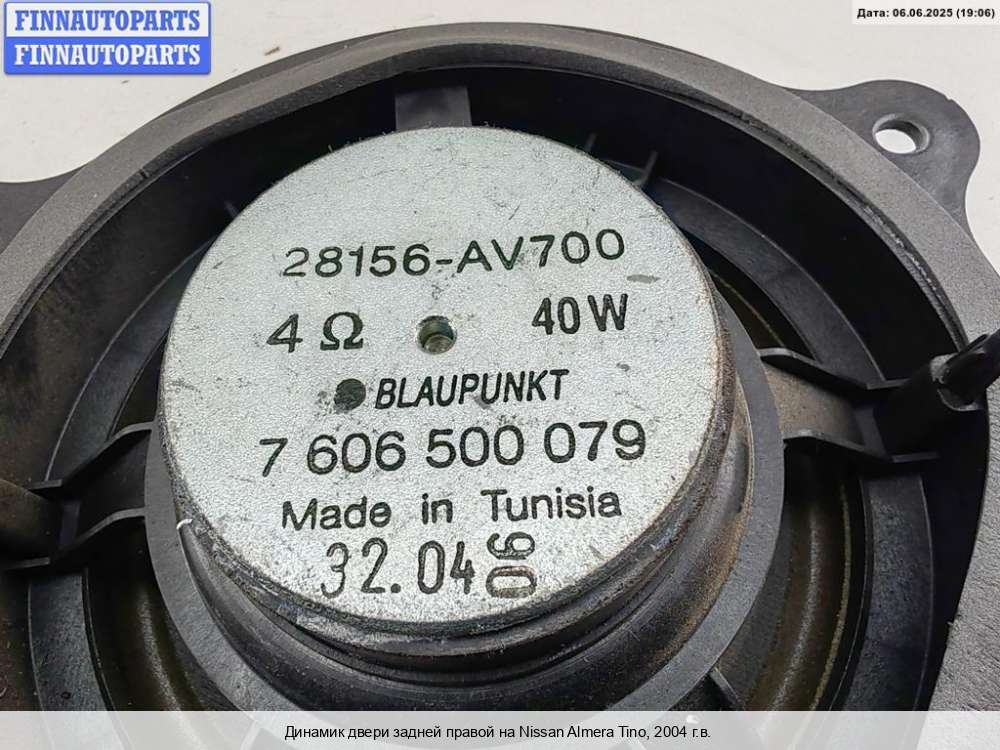 FINNAUTOPARTS
FINNAUTOPARTS
Дата: 06.06.2025 (19:06)
28156-AV700
4 Ω 40 W
BLAUPUNKT
7 606 500 079
Made in Tunisia
32.04 06
Динамик двери задней правой на Nissan Almera Tino, 2004 г.в.